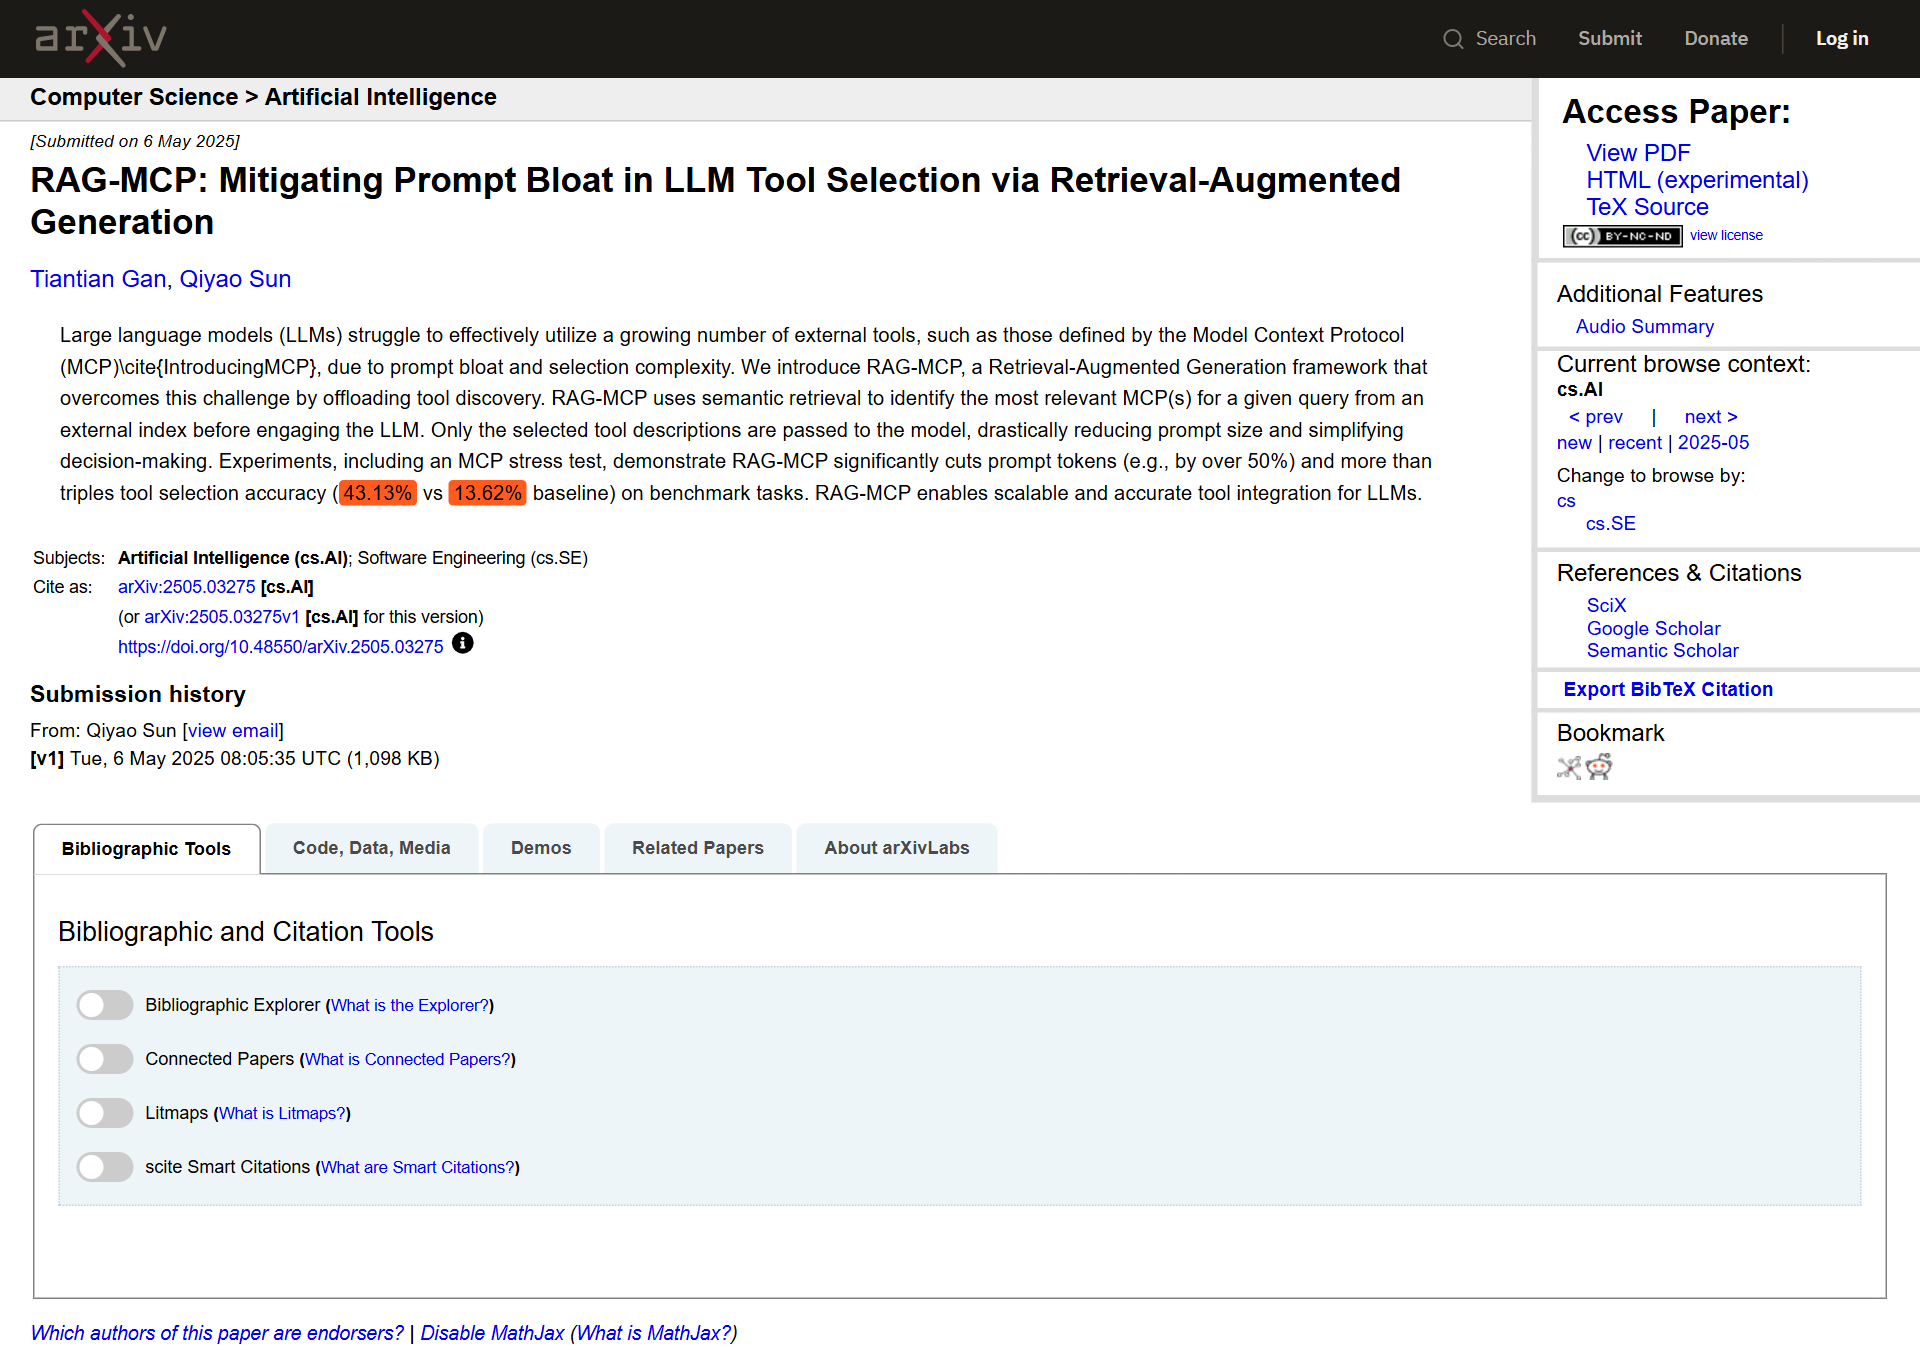 arXiv
Search Submit Donate Log in
Computer Science > Artificial Intelligence
[Submitted on 6 May 2025]
RAG-MCP: Mitigating Prompt Bloat in LLM Tool Selection via Retrieval-Augmented
Generation
Tiantian Gan, Qiyao Sun
Large language models (LLMs) struggle to effectively utilize a growing number of external tools, such as those defined by the Model Context Protocol
(MCP)\cite{IntroducingMCP}, due to prompt bloat and selection complexity. We introduce RAG-MCP, a Retrieval-Augmented Generation framework that
overcomes this challenge by offloading tool discovery. RAG-MCP uses semantic retrieval to identify the most relevant MCP(s) for a given query from an
external index before engaging the LLM. Only the selected tool descriptions are passed to the model, drastically reducing prompt size and simplifying
decision-making. Experiments, including an MCP stress test, demonstrate RAG-MCP significantly cuts prompt tokens (e.g., by over 50%) and more than
triples tool selection accuracy (43.13% vs 13.62% baseline) on benchmark tasks. RAG-MCP enables scalable and accurate tool integration for LLMs.
Subjects: Artificial Intelligence (cs.AI); Software Engineering (cs.SE)
Cite as: arXiv:2505.03275 [cs.AI]
(or arXiv:2505.03275v1 [cs.AI] for this version)
https://doi.org/10.48550/arXiv.2505.03275
Submission history
From: Qiyao Sun [view email]
[v1] Tue, 6 May 2025 08:05:35 UTC (1,098 KB)
Access Paper:
View PDF
HTML (experimental)
TeX Source
(cc) BY-NC-ND view license
Additional Features
Audio Summary
Current browse context:
cs.AI
< prev | next >
new | recent | 2025-05
Change to browse by:
cs
cs.SE
References & Citations
SciX
Google Scholar
Semantic Scholar
Export BibTeX Citation
Bookmark
Bibliographic Tools
Code, Data, Media
Demos
Related Papers
About arXivLabs
Bibliographic and Citation Tools
Bibliographic Explorer (What is the Explorer?)
Connected Papers (What is Connected Papers?)
Litmaps (What is Litmaps?)
scite Smart Citations (What are Smart Citations?)
Which authors of this paper are endorsers? | Disable MathJax (What is MathJax?)